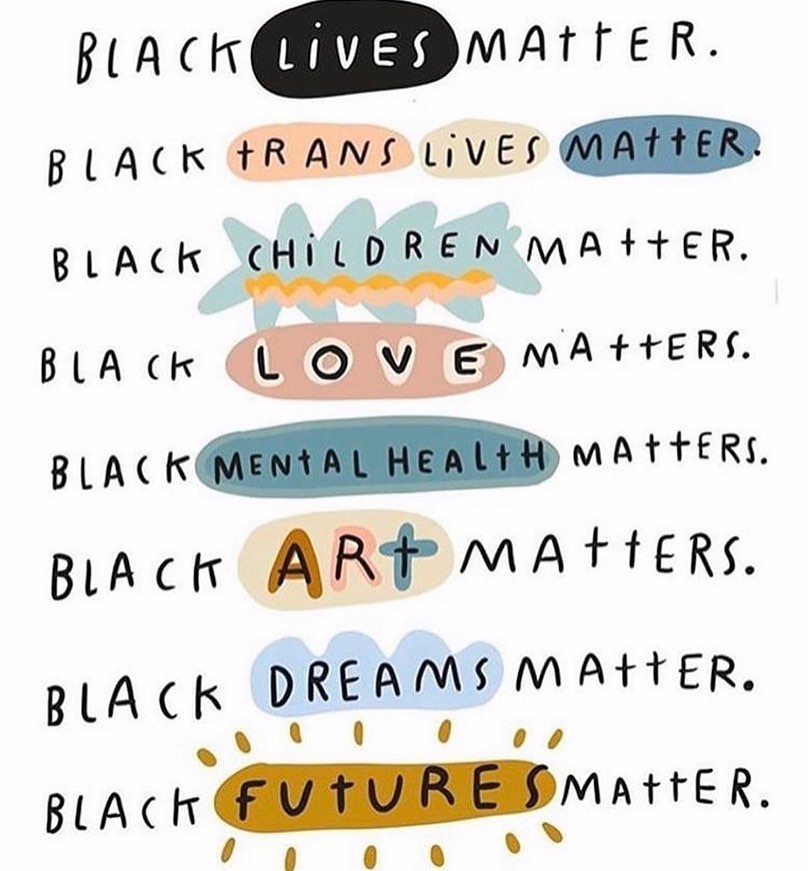 BLACK LiVES MAttER.
BLACK tRANS LiVES MAttER.
BLACK CHiLDREN MAttER.
BLACK LOVE MAttERS.
BLACK MENtAL HEALtH MAttERS.
BLACK ARt MAttERS.
BLACK DREAMS MAttER.
BLACK FUtURES MAttER.